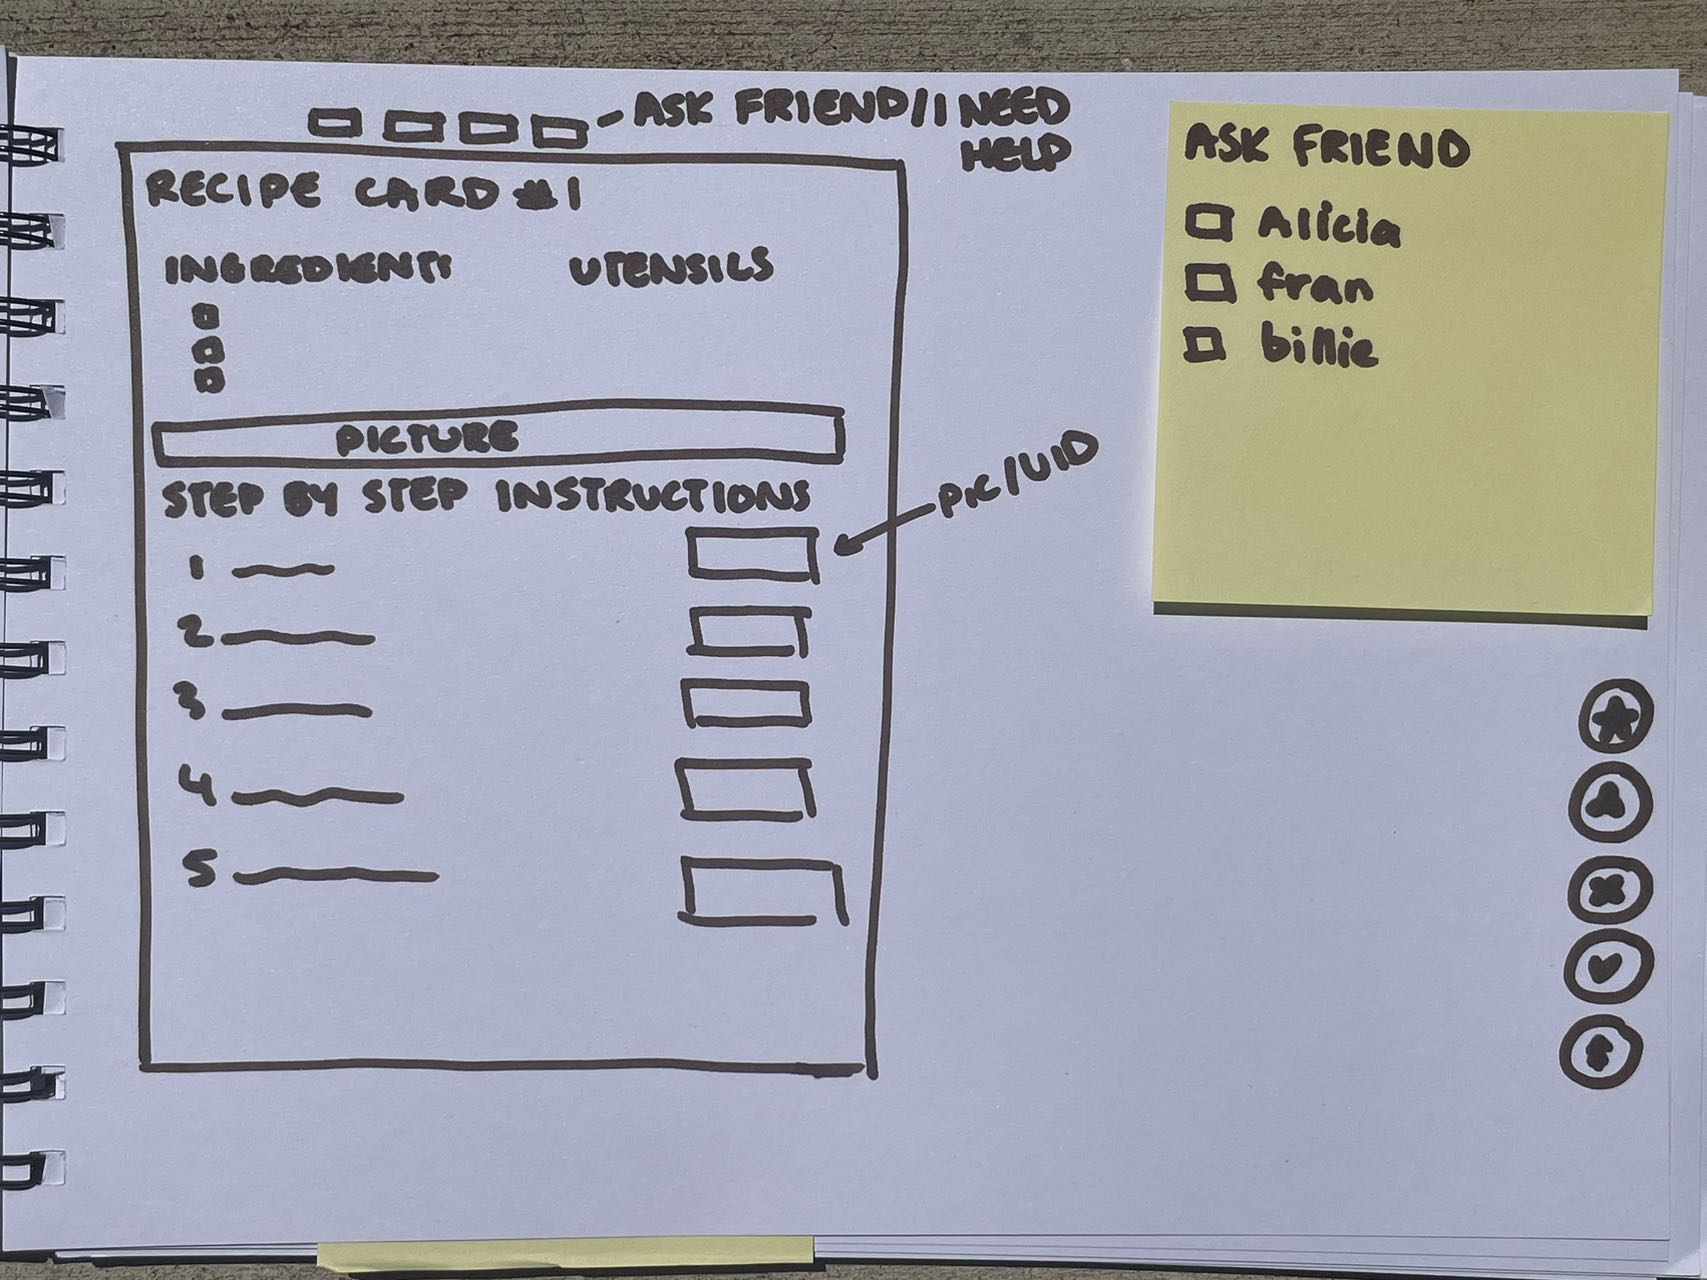 ASK FRIEND/I NEED
HELP
RECIPE CARD #1
INGREDIENTS
UTENSILS
PICTURE
STEP BY STEP INSTRUCTIONS
PIC/VID
1
2
3
4
5
ASK FRIEND
Alicia
fran
billie